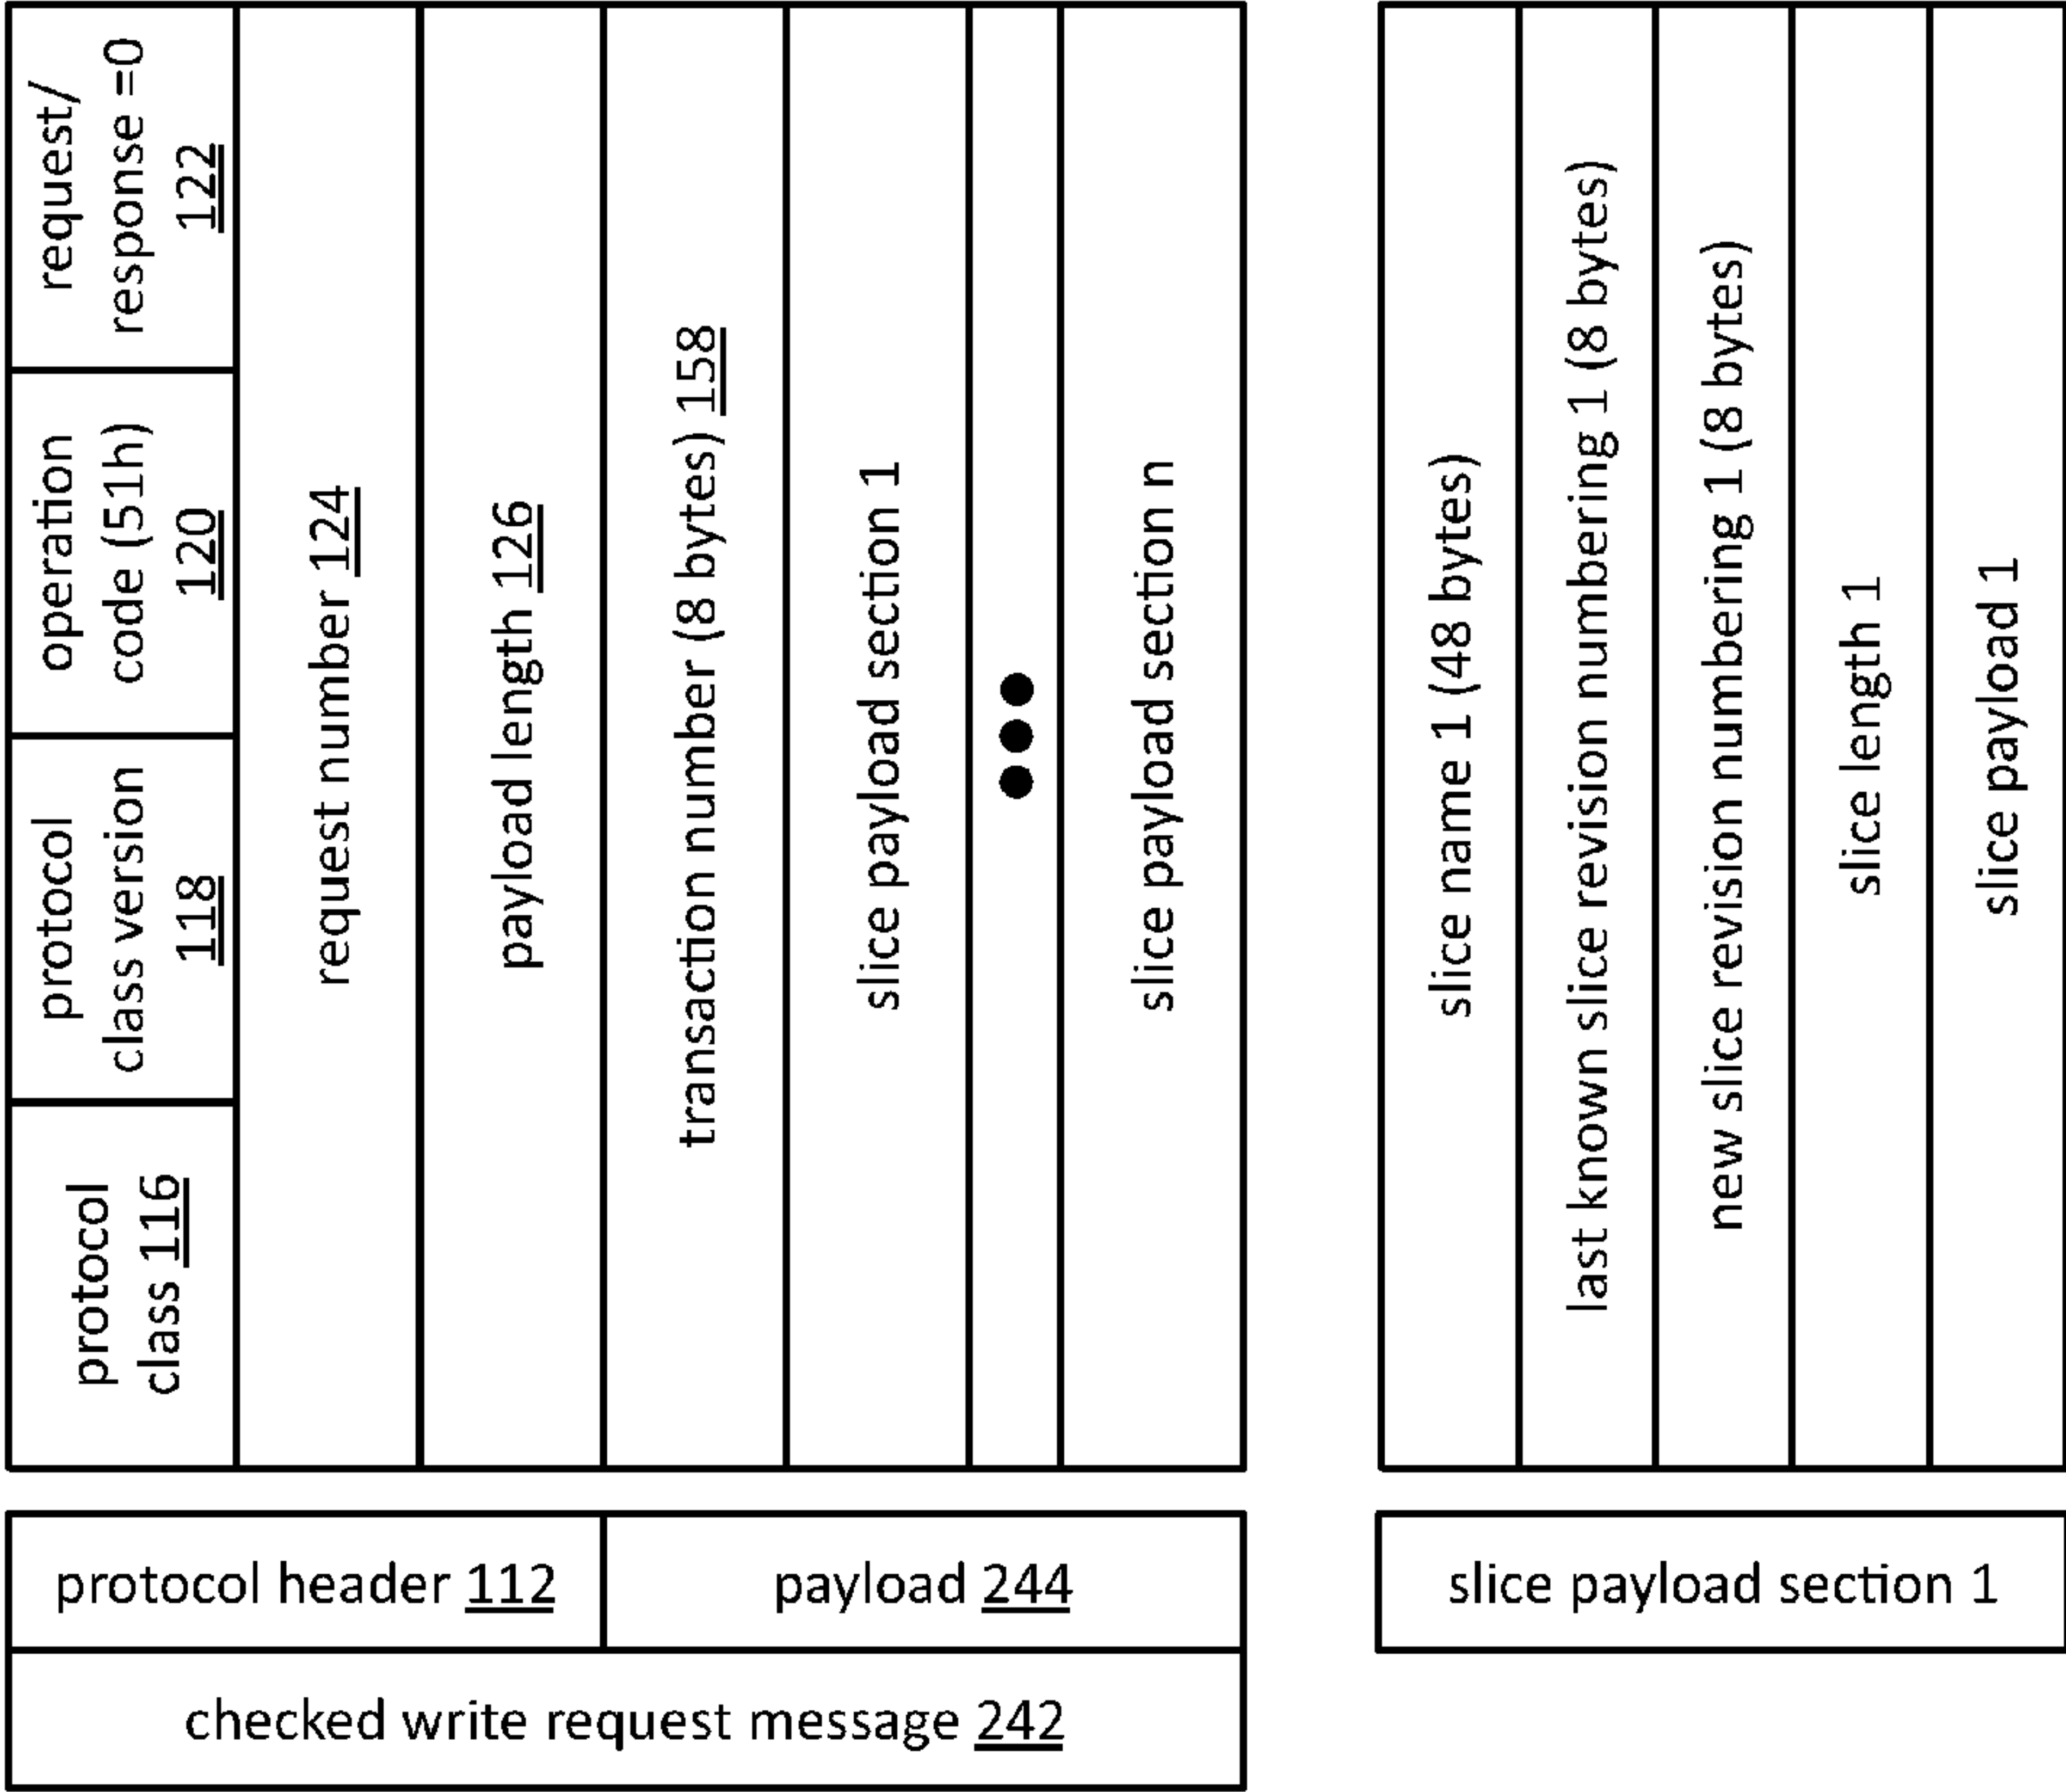 protocol
class 116
protocol
class version
118
operation
code (51h)
120
request/
response =0
122
request number 124
payload length 126
transaction number (8 bytes) 158
slice payload section 1
slice payload section n
protocol header 112
payload 244
checked write request message 242
slice name 1 (48 bytes)
last known slice revision numbering 1 (8 bytes)
new slice revision numbering 1 (8 bytes)
slice length 1
slice payload 1
slice payload section 1